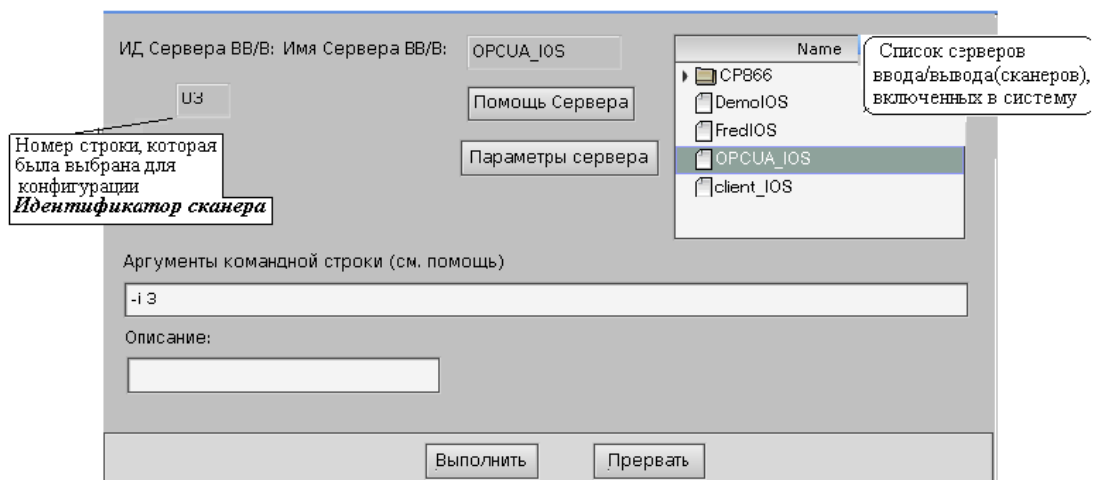 ИД Сервера ВВ/В: Имя Сервера ВВ/В:
OPCUA_IOS
U3
Помощь Сервера
Параметры сервера
Name
CP866
DemoIOS
FredIOS
OPCUA_IOS
client_IOS
Список серверов
ввода/вывода(сканеров),
включенных в систему
Номер строки, которая
была выбрана для
конфигурации
Идентификатор сканера
Аргументы командной строки (см. помощь)
-i 3
Описание:
Выполнить
Прервать